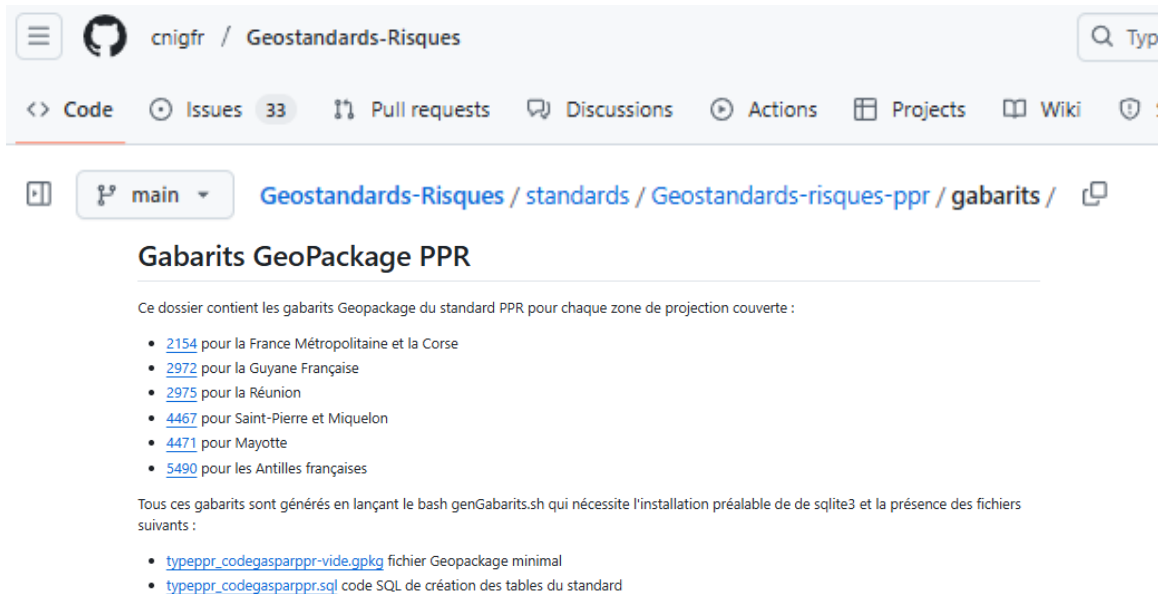 cnigfr / Geostandards-Risques
Typ
Code Issues 33 Pull requests Discussions Actions Projects Wiki
main Geostandards-Risques / standards / Geostandards-risques-ppr / gabarits /
Gabarits GeoPackage PPR
Ce dossier contient les gabarits Geopackage du standard PPR pour chaque zone de projection couverte :
• 2154 pour la France Métropolitaine et la Corse
• 2972 pour la Guyane Française
• 2975 pour la Réunion
• 4467 pour Saint-Pierre et Miquelon
• 4471 pour Mayotte
• 5490 pour les Antilles françaises
Tous ces gabarits sont générés en lançant le bash genGabarits.sh qui nécessite l'installation préalable de de sqlite3 et la présence des fichiers
suivants :
• typeppr_codegasparppr-vide.gpkg fichier Geopackage minimal
• typeppr_codegasparppr.sql code SQL de création des tables du standard